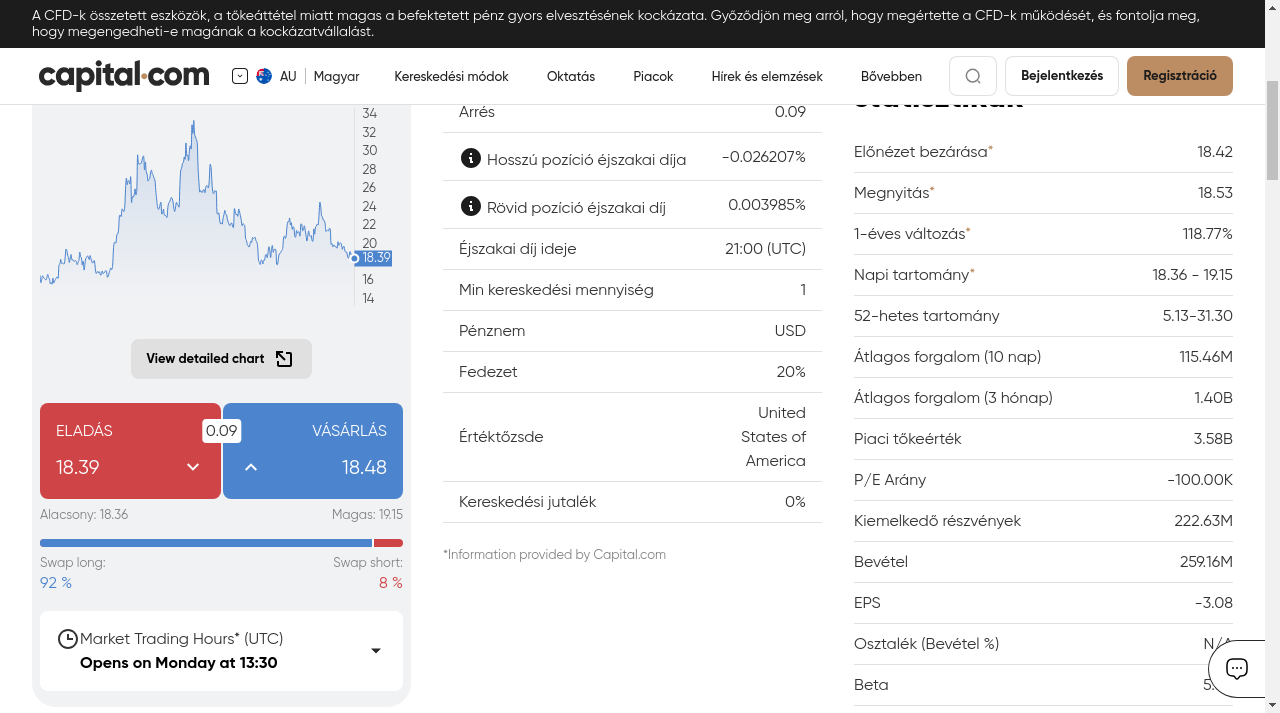 A CFD-k összetett eszközök, a tőkeáttétel miatt magas a befektetett pénz gyors elvesztésének kockázata. Győződjön meg arról, hogy megértette a CFD-k működését, és fontolja meg,
hogy megengedheti-e magának a kockázatvállalást.
capital.com
AU
Magyar
Kereskedési módok
Oktatás
Piacok
Hírek és elemzések
Bővebben
Bejelentkezés
Regisztráció
34
32
30
28
26
24
22
20
18.39
16
14
View detailed chart
ELADÁS
18.39
0.09
VÁSÁRLÁS
18.48
Alacsony: 18.36
Magas: 19.15
Swap long:
Swap short:
92 %
8 %
Market Trading Hours* (UTC)
Opens on Monday at 13:30
Arrés 0.09
Hosszú pozíció éjszakai díja -0.026207%
Rövid pozíció éjszakai díj 0.003985%
Éjszakai díj ideje 21:00 (UTC)
Min kereskedési mennyiség 1
Pénznem USD
Fedezet 20%
Értéktőzsde United
States of
America
Kereskedési jutalék 0%
*Information provided by Capital.com
Előnézet bezárása* 18.42
Megnyitás* 18.53
1-éves változás* 118.77%
Napi tartomány* 18.36 - 19.15
52-hetes tartomány 5.13-31.30
Átlagos forgalom (10 nap) 115.46M
Átlagos forgalom (3 hónap) 1.40B
Piaci tőkeérték 3.58B
P/E Arány -100.00K
Kiemelkedő részvények 222.63M
Bevétel 259.16M
EPS -3.08
Osztalék (Bevétel %) N/A
Beta